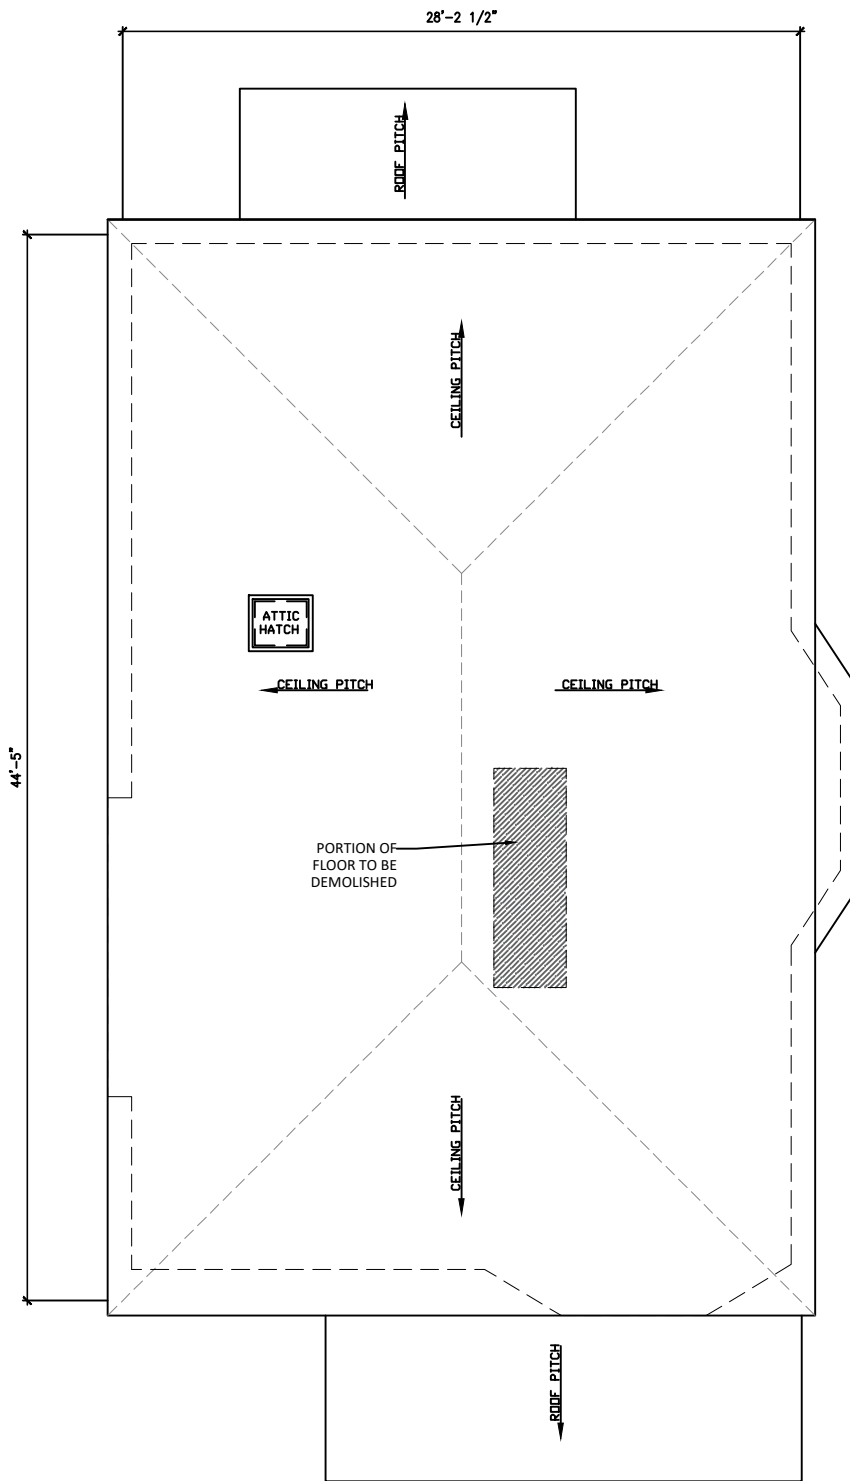 28'-2 1/2"
ROOF PITCH
CEILING PITCH
ATTIC
HATCH
CEILING PITCH
CEILING PITCH
44'-5"
PORTION OF
FLOOR TO BE
DEMOLISHED
CEILING PITCH
ROOF PITCH